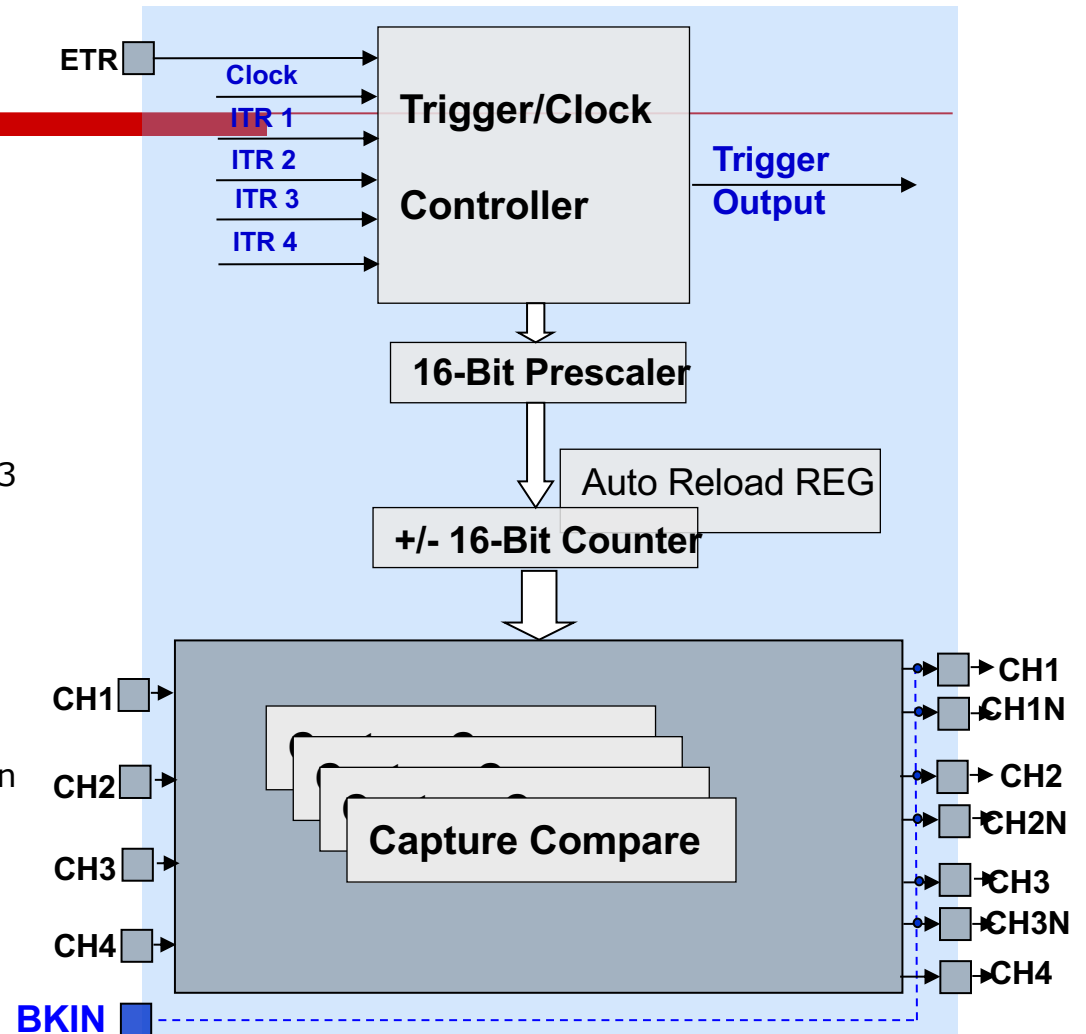 ETR
Clock
ITR 1
ITR 2
ITR 3
ITR 4
Trigger/Clock
Controller
Trigger
Output
16-Bit Prescaler
Auto Reload REG
+/- 16-Bit Counter
3
n
CH1
CH2
CH3
CH4
BKIN
Capture Compare
CH1
CH1N
CH2
CH2N
CH3
CH3N
CH4